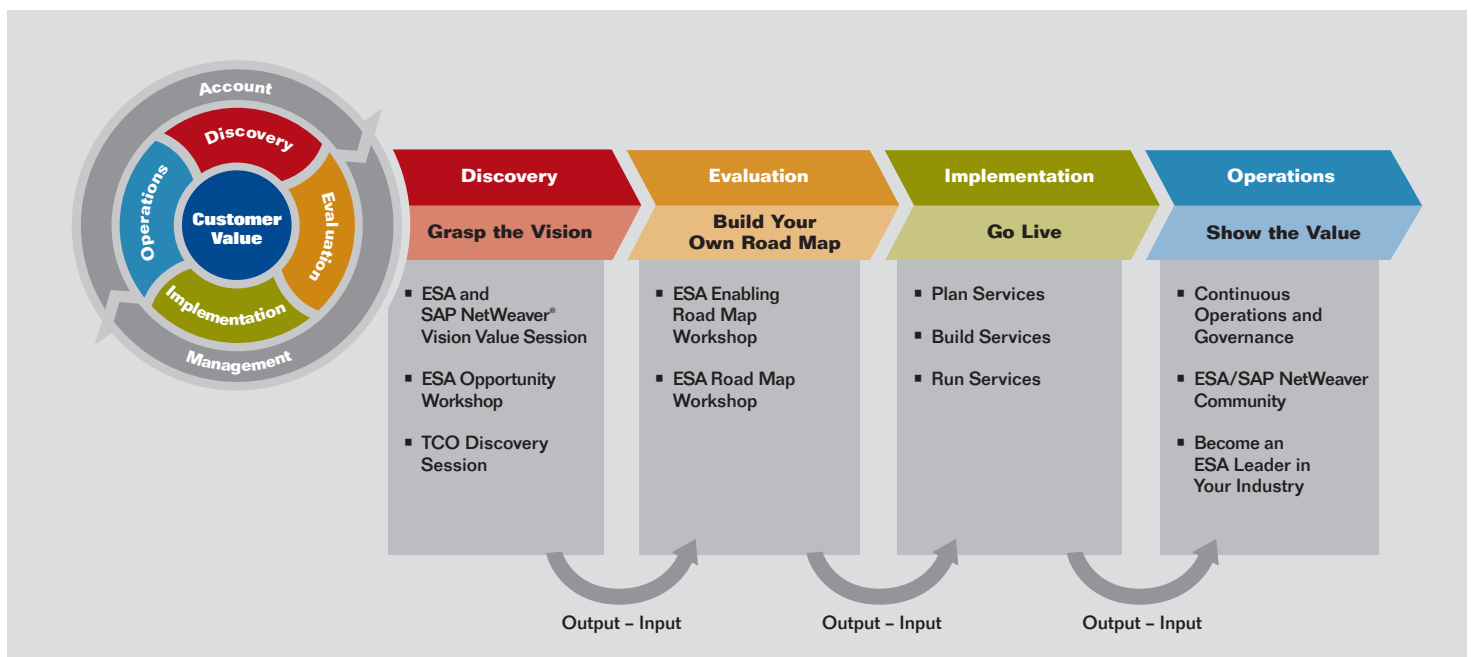 Account
Discovery
Operations
Customer
Value
Evaluation
Implementation
Management
Discovery
Grasp the Vision
▪ ESA and
SAP NetWeaver®
Vision Value Session
▪ ESA Opportunity
Workshop
▪ TCO Discovery
Session
Evaluation
Build Your
Own Road Map
▪ ESA Enabling
Road Map
Workshop
▪ ESA Road Map
Workshop
Implementation
Go Live
▪ Plan Services
▪ Build Services
▪ Run Services
Operations
Show the Value
▪ Continuous
Operations and
Governance
▪ ESA/SAP NetWeaver
Community
▪ Become an
ESA Leader in
Your Industry
Output – Input
Output – Input
Output – Input